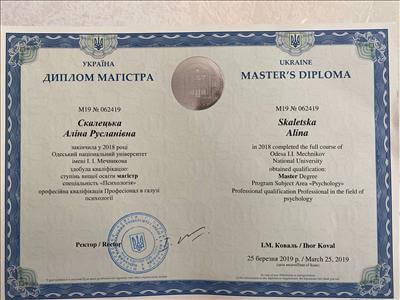 УКРАЇНА
ДИПЛОМ МАГІСТРА
М19 № 062419
Скалецька
Аліна Русланівна
закінчила у 2018 році
Одеський національний університет
імені І. І. Мечникова
здобула кваліфікацію:
ступінь вищої освіти магістр
спеціальність «Психологія»
професійна кваліфікація Професіонал в галузі
психології
Ректор / Rector
UKRAINE
MASTER'S DIPLOMA
M19 № 062419
Skaletska
Alina
in 2018 completed the full course of
Odesa I.I. Mechnikov
National University
obtained qualification:
Master Degree
Program Subject Area «Psychology»
Professional qualification Professional in the field of
psychology
І.М. Коваль / Ihor Koval
25 березня 2019 р. / March 25, 2019